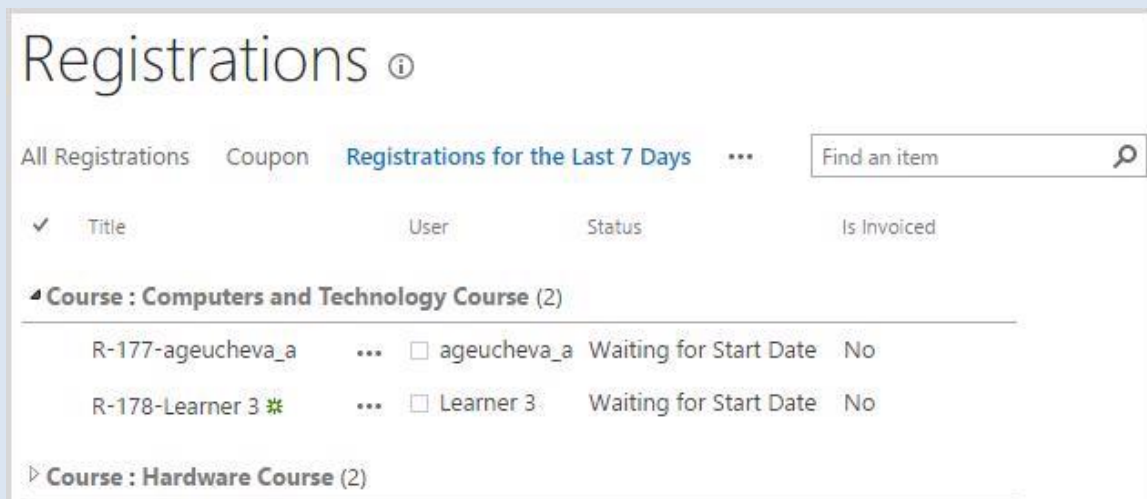 Registrations
All Registrations Coupon Registrations for the Last 7 Days ... Find an item
Title User Status Is Invoiced
Course : Computers and Technology Course (2)
R-177-ageucheva_a ... ageucheva_a Waiting for Start Date No
R-178-Learner 3 ... Learner 3 Waiting for Start Date No
Course : Hardware Course (2)